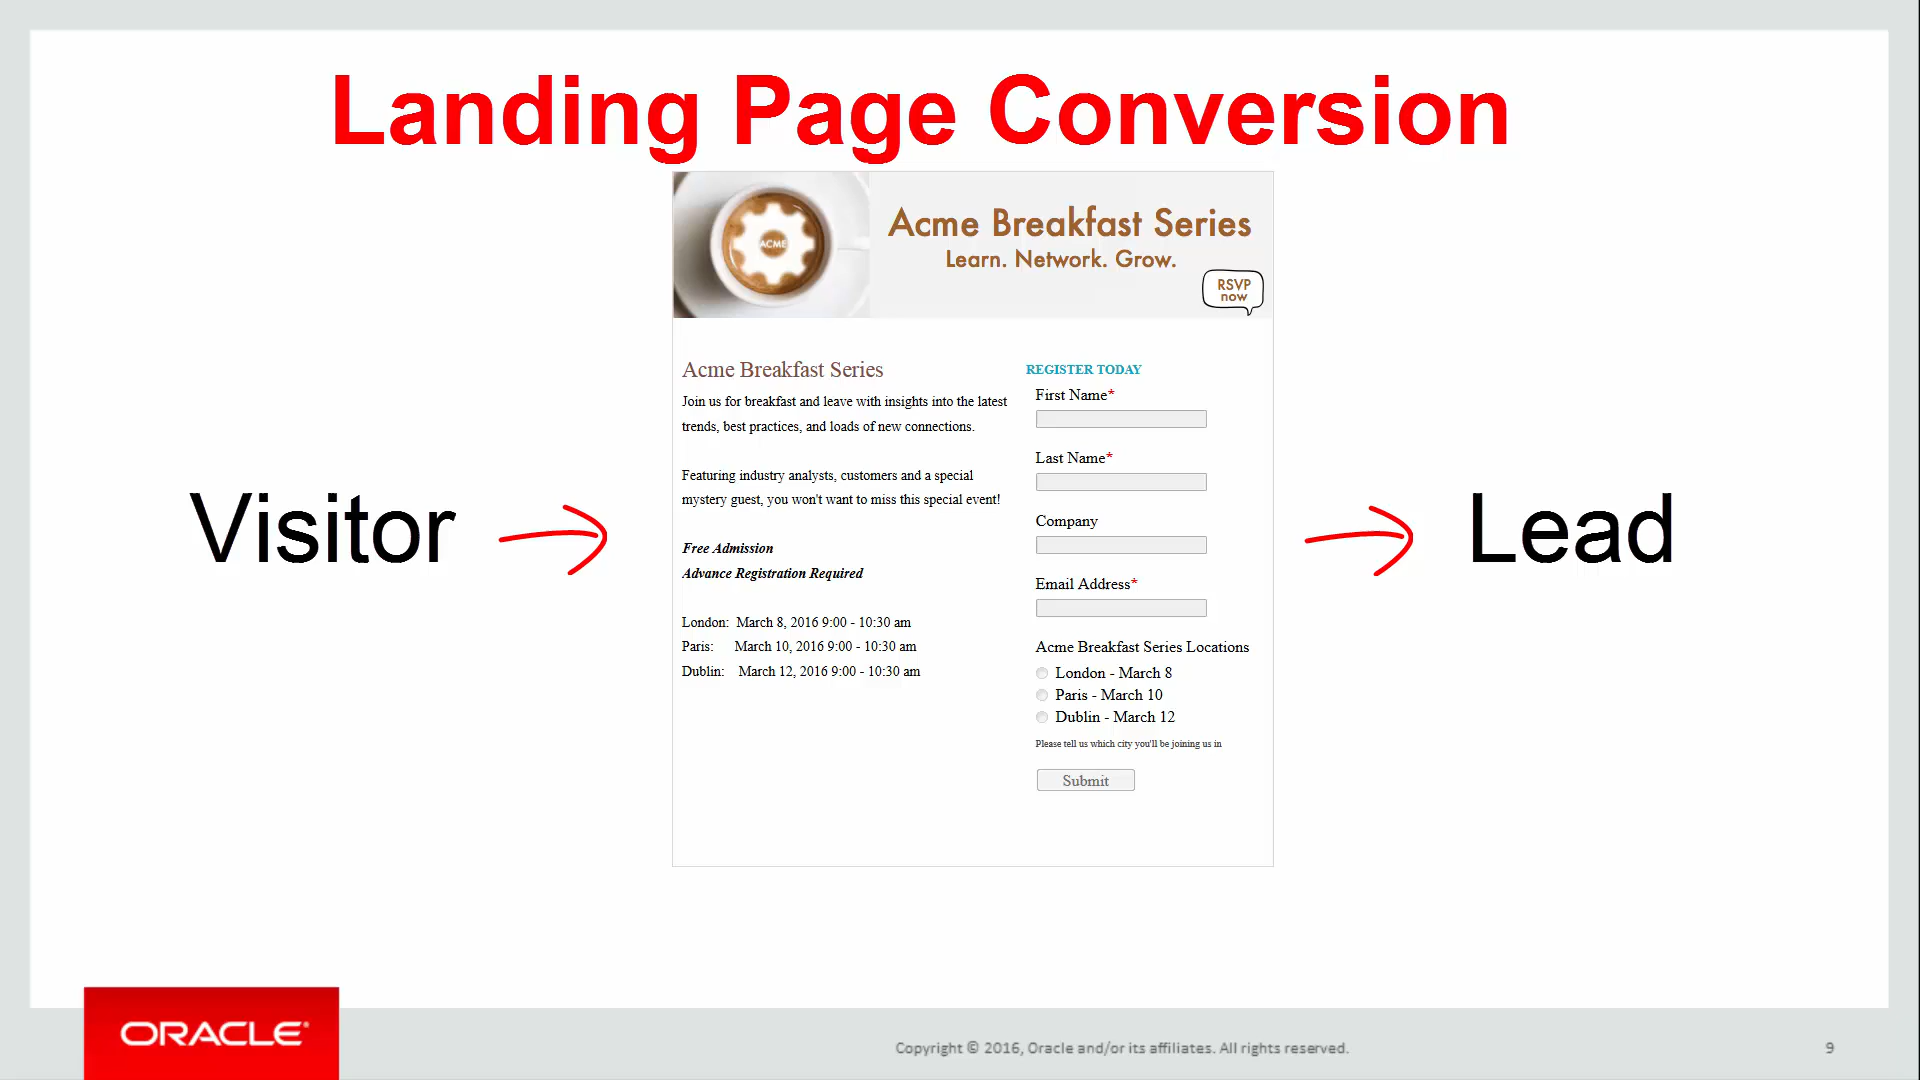 Landing Page Conversion
ACME
Acme Breakfast Series
Learn. Network. Grow.
RSVP
now
Visitor
Acme Breakfast Series
Join us for breakfast and leave with insights into the latest
trends, best practices, and loads of new connections.
Featuring industry analysts, customers and a special
mystery guest, you won't want to miss this special event!
Free Admission
Advance Registration Required
London: March 8, 2016 9:00 - 10:30 am
Paris: March 10, 2016 9:00 - 10:30 am
Dublin: March 12, 2016 9:00 - 10:30 am
REGISTER TODAY
First Name*
Last Name*
Company
Email Address*
Acme Breakfast Series Locations
London - March 8
Paris - March 10
Dublin - March 12
Please tell us which city you'll be joining us in
Submit
Lead
ORACLE®
Copyright © 2016, Oracle and/or its affiliates. All rights reserved.
9